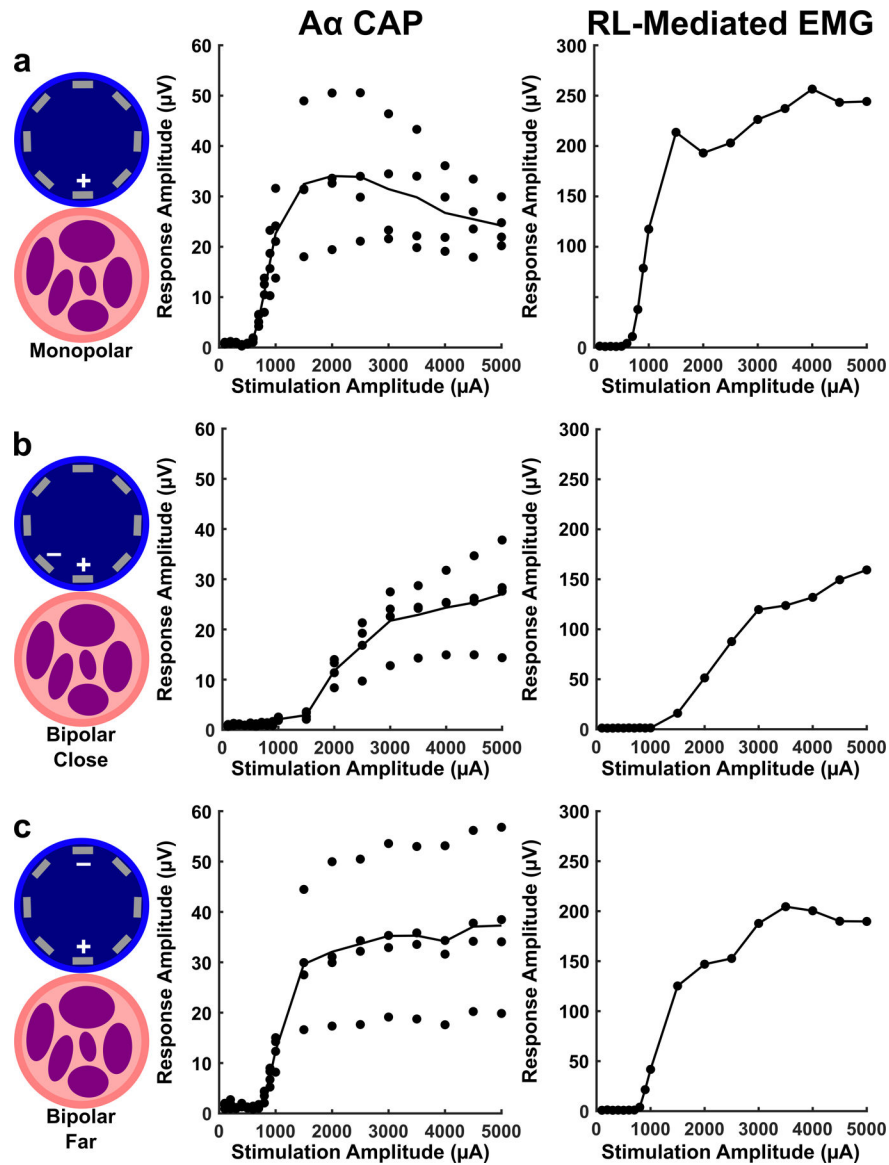 Aα CAP
RL-Mediated EMG
a
+
Monopolar
Response Amplitude (µV)
60
50
40
30
20
10
0
0 1000 2000 3000 4000 5000
Stimulation Amplitude (µA)
Response Amplitude (µV)
300
250
200
150
100
50
0
0 1000 2000 3000 4000 5000
Stimulation Amplitude (µA)
b
−
+
Bipolar
Close
Response Amplitude (µV)
60
50
40
30
20
10
0
0 1000 2000 3000 4000 5000
Stimulation Amplitude (µA)
Response Amplitude (µV)
300
250
200
150
100
50
0
0 1000 2000 3000 4000 5000
Stimulation Amplitude (µA)
c
−
+
Bipolar
Far
Response Amplitude (µV)
60
50
40
30
20
10
0
0 1000 2000 3000 4000 5000
Stimulation Amplitude (µA)
Response Amplitude (µV)
300
250
200
150
100
50
0
0 1000 2000 3000 4000 5000
Stimulation Amplitude (µA)